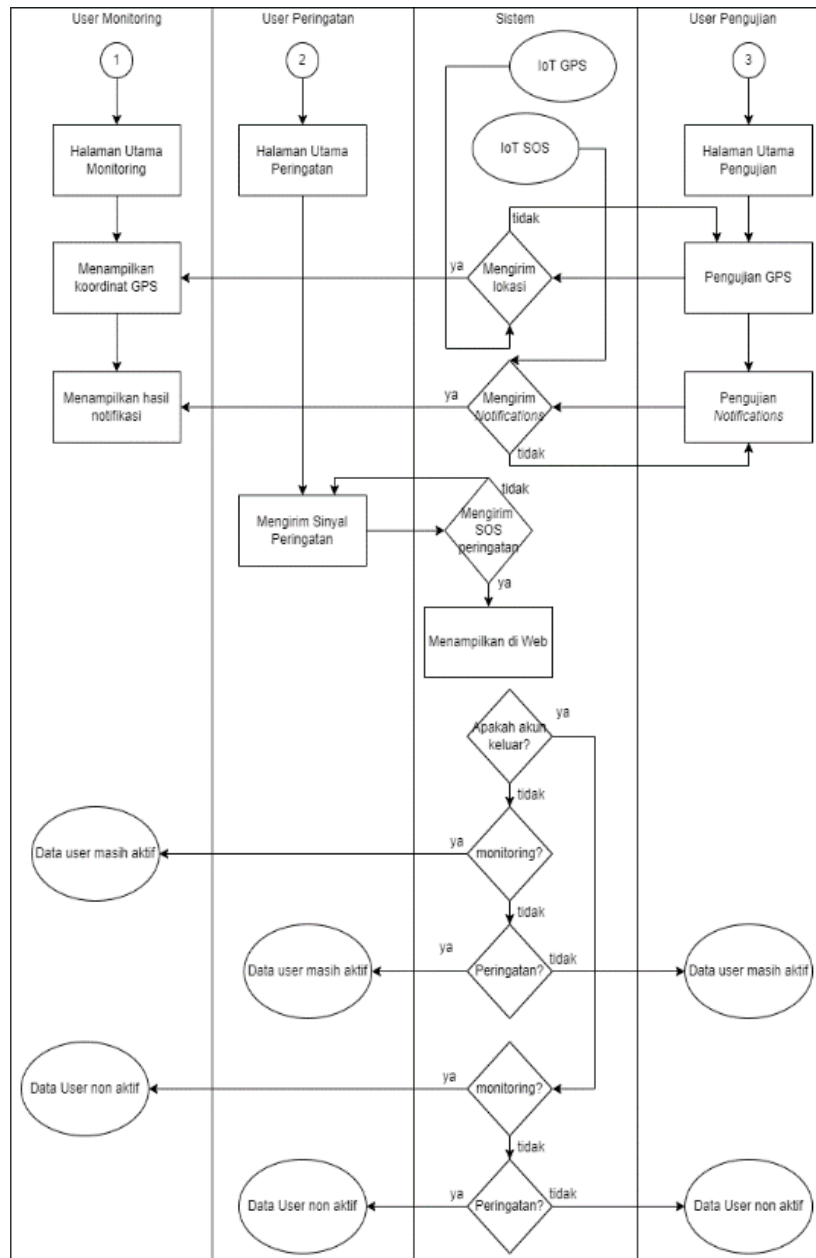 User Monitoring
User Peringatan
Sistem
User Pengujian
1
2
IoT GPS
3
IoT SOS
Halaman Utama
Monitoring
Halaman Utama
Peringatan
Halaman Utama
Pengujian
tidak
Menampilkan
koordinat GPS
ya
Mengirim
lokasi
Pengujian GPS
Menampilkan hasil
notifikasi
ya
Mengirim
Notifications
Pengujian
Notifications
tidak
tidak
Mengirim Sinyal
Peringatan
Mengirim
SOS
peringatan
ya
Menampilkan di Web
Apakah akun
keluar?
ya
tidak
Data user masih aktif
ya
monitoring?
tidak
Data user masih aktif
ya
Peringatan?
tidak
Data user masih aktif
Data User non aktif
ya
monitoring?
tidak
Data User non aktif
ya
Peringatan?
tidak
Data User non aktif